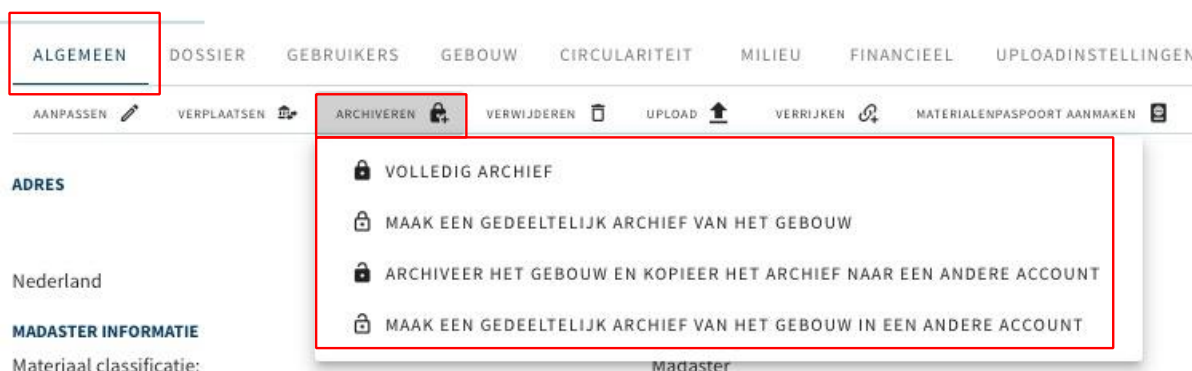 ALGEMEEN DOSSIER GEBRUIKERS GEBOUW CIRCULARITEIT MILIEU FINANCIEEL UPLOADINSTELLINGEN
AANPASSEN VERPLAATSEN ARCHIVEREN VERWIJDEREN UPLOAD VERRIJKEN MATERIALENPASPOORT AANMAKEN
VOLLEDIG ARCHIEF
ADRES
MAAK EEN GEDEELTELIJK ARCHIEF VAN HET GEBOUW
ARCHIVEER HET GEBOUW EN KOPIEER HET ARCHIEF NAAR EEN ANDERE ACCOUNT
Nederland
MAAK EEN GEDEELTELIJK ARCHIEF VAN HET GEBOUW IN EEN ANDERE ACCOUNT
MADASTER INFORMATIE
Materiaal classificatie: Madaster